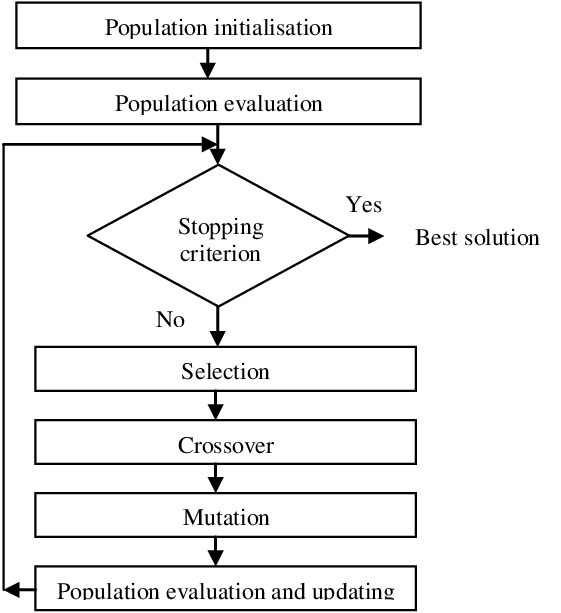 Population initialisation
Population evaluation
Yes
Stopping
criterion
Best solution
No
Selection
Crossover
Mutation
Population evaluation and updating